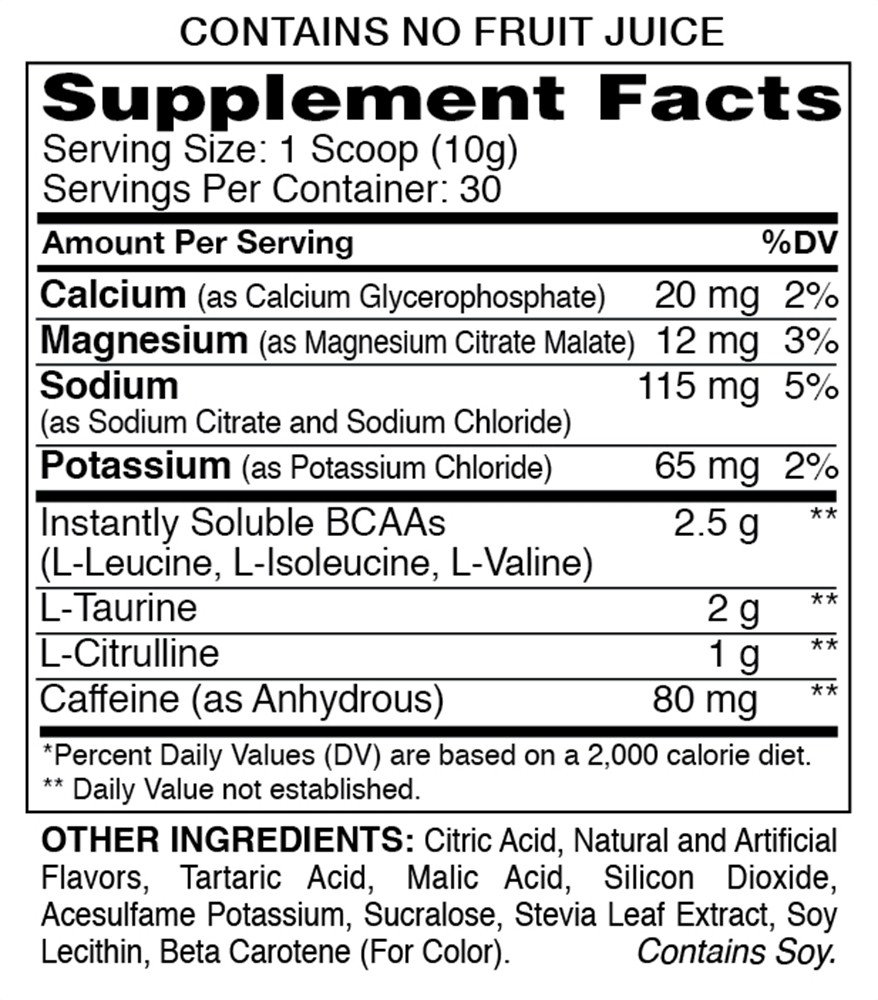 CONTAINS NO FRUIT JUICE
Supplement Facts
Serving Size: 1 Scoop (10g)
Servings Per Container: 30
Amount Per Serving %DV
Calcium (as Calcium Glycerophosphate) 20 mg 2%
Magnesium (as Magnesium Citrate Malate) 12 mg 3%
Sodium 115 mg 5%
(as Sodium Citrate and Sodium Chloride)
Potassium (as Potassium Chloride) 65 mg 2%
Instantly Soluble BCAAs 2.5 g **
(L-Leucine, L-Isoleucine, L-Valine)
L-Taurine 2 g **
L-Citrulline 1 g **
Caffeine (as Anhydrous) 80 mg **
*Percent Daily Values (DV) are based on a 2,000 calorie diet.
** Daily Value not established.
OTHER INGREDIENTS: Citric Acid, Natural and Artificial
Flavors, Tartaric Acid, Malic Acid, Silicon Dioxide,
Acesulfame Potassium, Sucralose, Stevia Leaf Extract, Soy
Lecithin, Beta Carotene (For Color). Contains Soy.